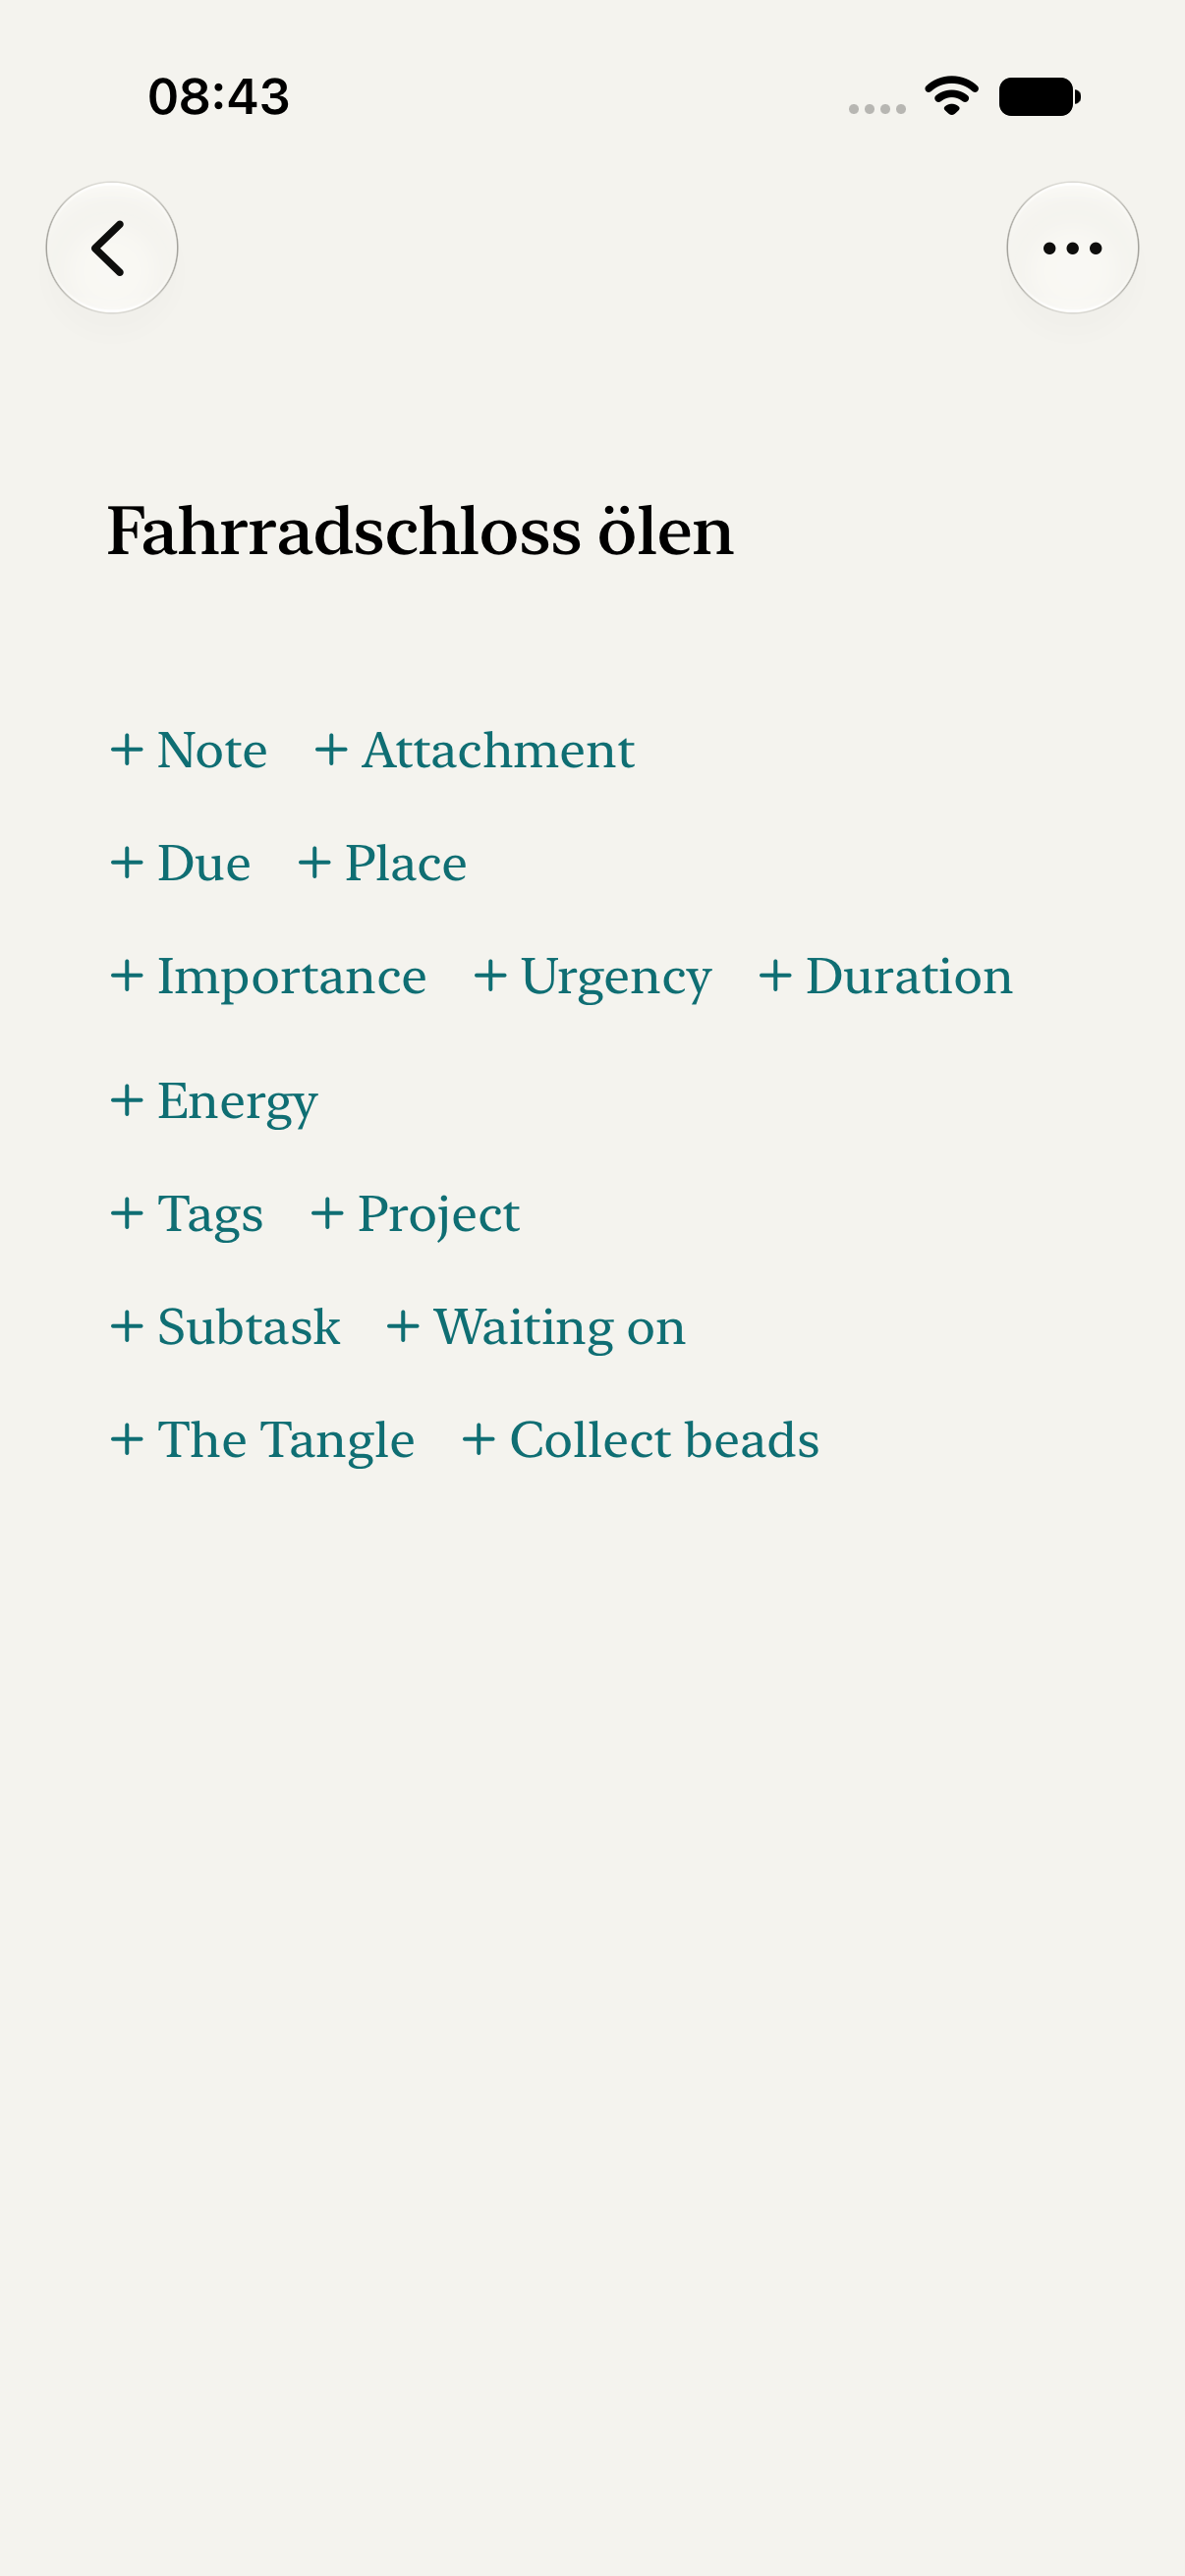 08:43
Fahrradschloss ölen
+ Note + Attachment
+ Due + Place
+ Importance + Urgency + Duration
+ Energy
+ Tags + Project
+ Subtask + Waiting on
+ The Tangle + Collect beads